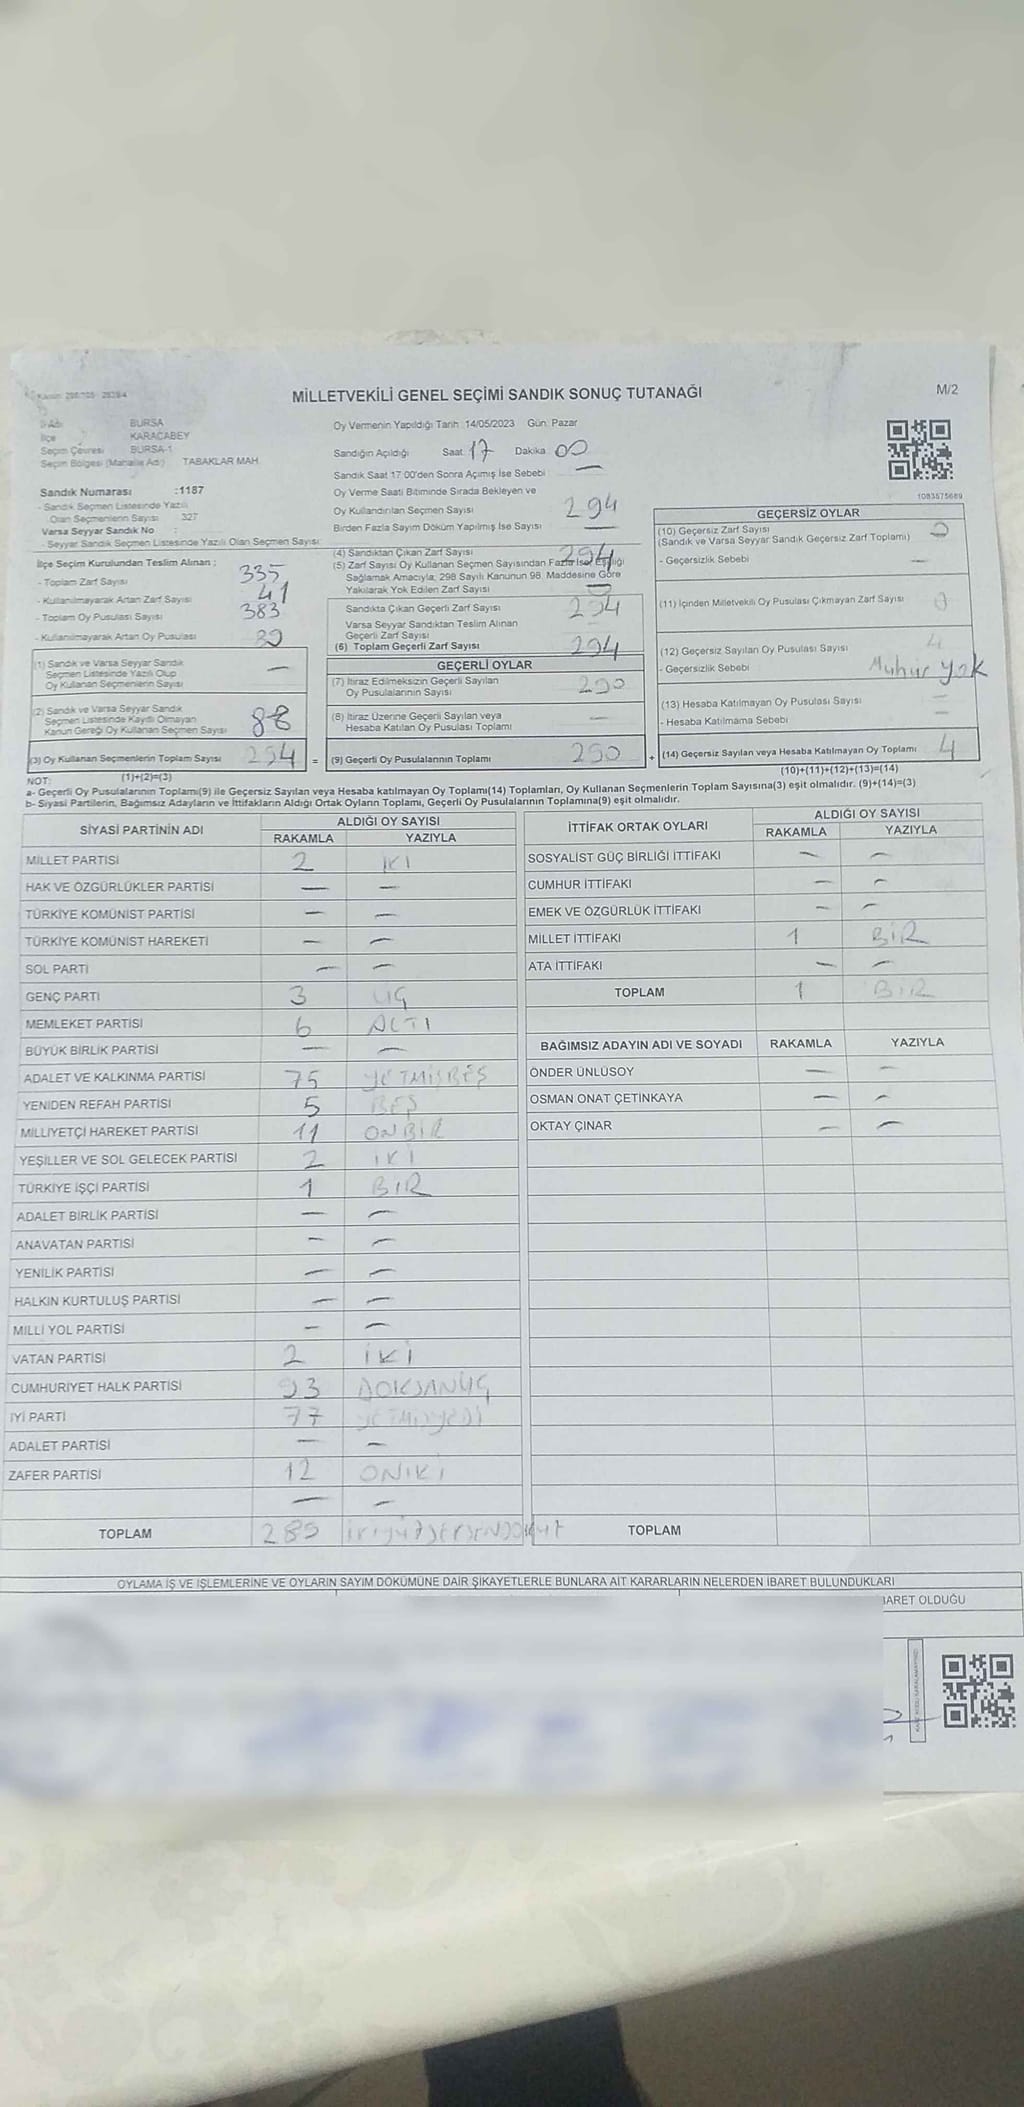 MİLLETVEKİLİ GENEL SEÇİMİ SANDIK SONUÇ TUTANAĞI
M/2
İl Adı BURSA
İlçe KARACABEY
Seçim Çevresi BURSA-1
Seçim Bölgesi (Mahalle Adı) TABAKLAR MAH
Sandık Numarası :1187
- Sandık Seçmen Listesinde Yazılı
Olan Seçmenlerin Sayısı 327
Varsa Seyyar Sandık No :
- Seyyar Sandık Seçmen Listesinde Yazılı Olan Seçmen Sayısı
İlçe Seçim Kurulundan Teslim Alınan :
- Toplam Zarf Sayısı 335
- Kullanılmayarak Artan Zarf Sayısı 41
- Toplam Oy Pusulası Sayısı 383
- Kullanılmayarak Artan Oy Pusulası
(1) Sandık ve Varsa Seyyar Sandık
Seçmen Listesinde Yazılı Olup
Oy Kullanan Seçmenlerin Sayısı —
(2) Sandık ve Varsa Seyyar Sandık
Seçmen Listesinde Kayıtlı Olmayan
Kanun Gereği Oy Kullanan Seçmen Sayısı
(3) Oy Kullanan Seçmenlerin Toplam Sayısı 294 =
(1)+(2)=(3)
Oy Vermenin Yapıldığı Tarih 14/05/2023 Gün: Pazar
Sandığın Açıldığı Saat 17 Dakika 00
Sandık Saat 17:00'den Sonra Açılmış İse Sebebi —
Oy Verme Saati Bitiminde Sırada Bekleyen ve
Oy Kullandırılan Seçmen Sayısı 294
Birden Fazla Sayım Döküm Yapılmış İse Sayısı —
(4) Sandıktan Çıkan Zarf Sayısı 294
(5) Zarf Sayısı Oy Kullanan Seçmen Sayısından Fazla İse, Eşitliği
Sağlamak Amacıyla, 298 Sayılı Kanunun 98. Maddesine Göre
Yakılarak Yok Edilen Zarf Sayısı
Sandıkta Çıkan Geçerli Zarf Sayısı 294
Varsa Seyyar Sandıktan Teslim Alınan
Geçerli Zarf Sayısı
(6) Toplam Geçerli Zarf Sayısı 294
GEÇERLİ OYLAR
(7) İtiraz Edilmeksizin Geçerli Sayılan
Oy Pusulalarının Sayısı 290
(8) İtiraz Üzerine Geçerli Sayılan veya
Hesaba Katılan Oy Pusulası Toplamı —
(9) Geçerli Oy Pusulalarının Toplamı 290 +
1083575689
GEÇERSİZ OYLAR
(10) Geçersiz Zarf Sayısı
(Sandık ve Varsa Seyyar Sandık Geçersiz Zarf Toplamı)
- Geçersizlik Sebebi —
(11) İçinden Milletvekili Oy Pusulası Çıkmayan Zarf Sayısı
(12) Geçersiz Sayılan Oy Pusulası Sayısı 4
- Geçersizlik Sebebi Muhür yok
(13) Hesaba Katılmayan Oy Pusulası Sayısı —
- Hesaba Katılmama Sebebi —
(14) Geçersiz Sayılan veya Hesaba Katılmayan Oy Toplamı 4
(10)+(11)+(12)+(13)=(14)
NOT:
a- Geçerli Oy Pusulalarının Toplamı(9) ile Geçersiz Sayılan veya Hesaba katılmayan Oy Toplamı(14) Toplamları, Oy Kullanan Seçmenlerin Toplam Sayısına(3) eşit olmalıdır. (9)+(14)=(3)
b- Siyasi Partilerin, Bağımsız Adayların ve İttifakların Aldığı Ortak Oyların Toplamı, Geçerli Oy Pusulalarının Toplamına(9) eşit olmalıdır.
SİYASİ PARTİNİN ADI ALDIĞI OY SAYISI
RAKAMLA YAZIYLA
MİLLET PARTİSİ 2 İKİ
HAK VE ÖZGÜRLÜKLER PARTİSİ — —
TÜRKİYE KOMÜNİST PARTİSİ — —
TÜRKİYE KOMÜNİST HAREKETİ — —
SOL PARTİ — —
GENÇ PARTİ 3 ÜÇ
MEMLEKET PARTİSİ 6 ALTI
BÜYÜK BİRLİK PARTİSİ — —
ADALET VE KALKINMA PARTİSİ 75 YETMİŞBEŞ
YENİDEN REFAH PARTİSİ 5 BEŞ
MİLLİYETÇİ HAREKET PARTİSİ 11 ONBİR
YEŞİLLER VE SOL GELECEK PARTİSİ 2 İKİ
TÜRKİYE İŞÇİ PARTİSİ 1 BİR
ADALET BİRLİK PARTİSİ — —
ANAVATAN PARTİSİ — —
YENİLİK PARTİSİ — —
HALKIN KURTULUŞ PARTİSİ — —
MİLLİ YOL PARTİSİ — —
VATAN PARTİSİ 2 İKİ
CUMHURİYET HALK PARTİSİ 93 DOKSANÜÇ
İYİ PARTİ 77 YETMİŞYEDİ
ADALET PARTİSİ — —
ZAFER PARTİSİ 12 ONİKİ
— —
TOPLAM 289 ikiyüzseksendokuz
İTTİFAK ORTAK OYLARI ALDIĞI OY SAYISI
RAKAMLA YAZIYLA
SOSYALİST GÜÇ BİRLİĞİ İTTİFAKI — —
CUMHUR İTTİFAKI — —
EMEK VE ÖZGÜRLÜK İTTİFAKI — —
MİLLET İTTİFAKI 1 BİR
ATA İTTİFAKI — —
TOPLAM 1 BİR
BAĞIMSIZ ADAYIN ADI VE SOYADI RAKAMLA YAZIYLA
ÖNDER ÜNLÜSOY — —
OSMAN ONAT ÇETİNKAYA — —
OKTAY ÇINAR — —
TOPLAM
OYLAMA İŞ VE İŞLEMLERİNE VE OYLARIN SAYIM DÖKÜMÜNE DAİR ŞİKAYETLERLE BUNLARA AİT KARARLARIN NELERDEN İBARET BULUNDUKLARI
İBARET OLDUĞU